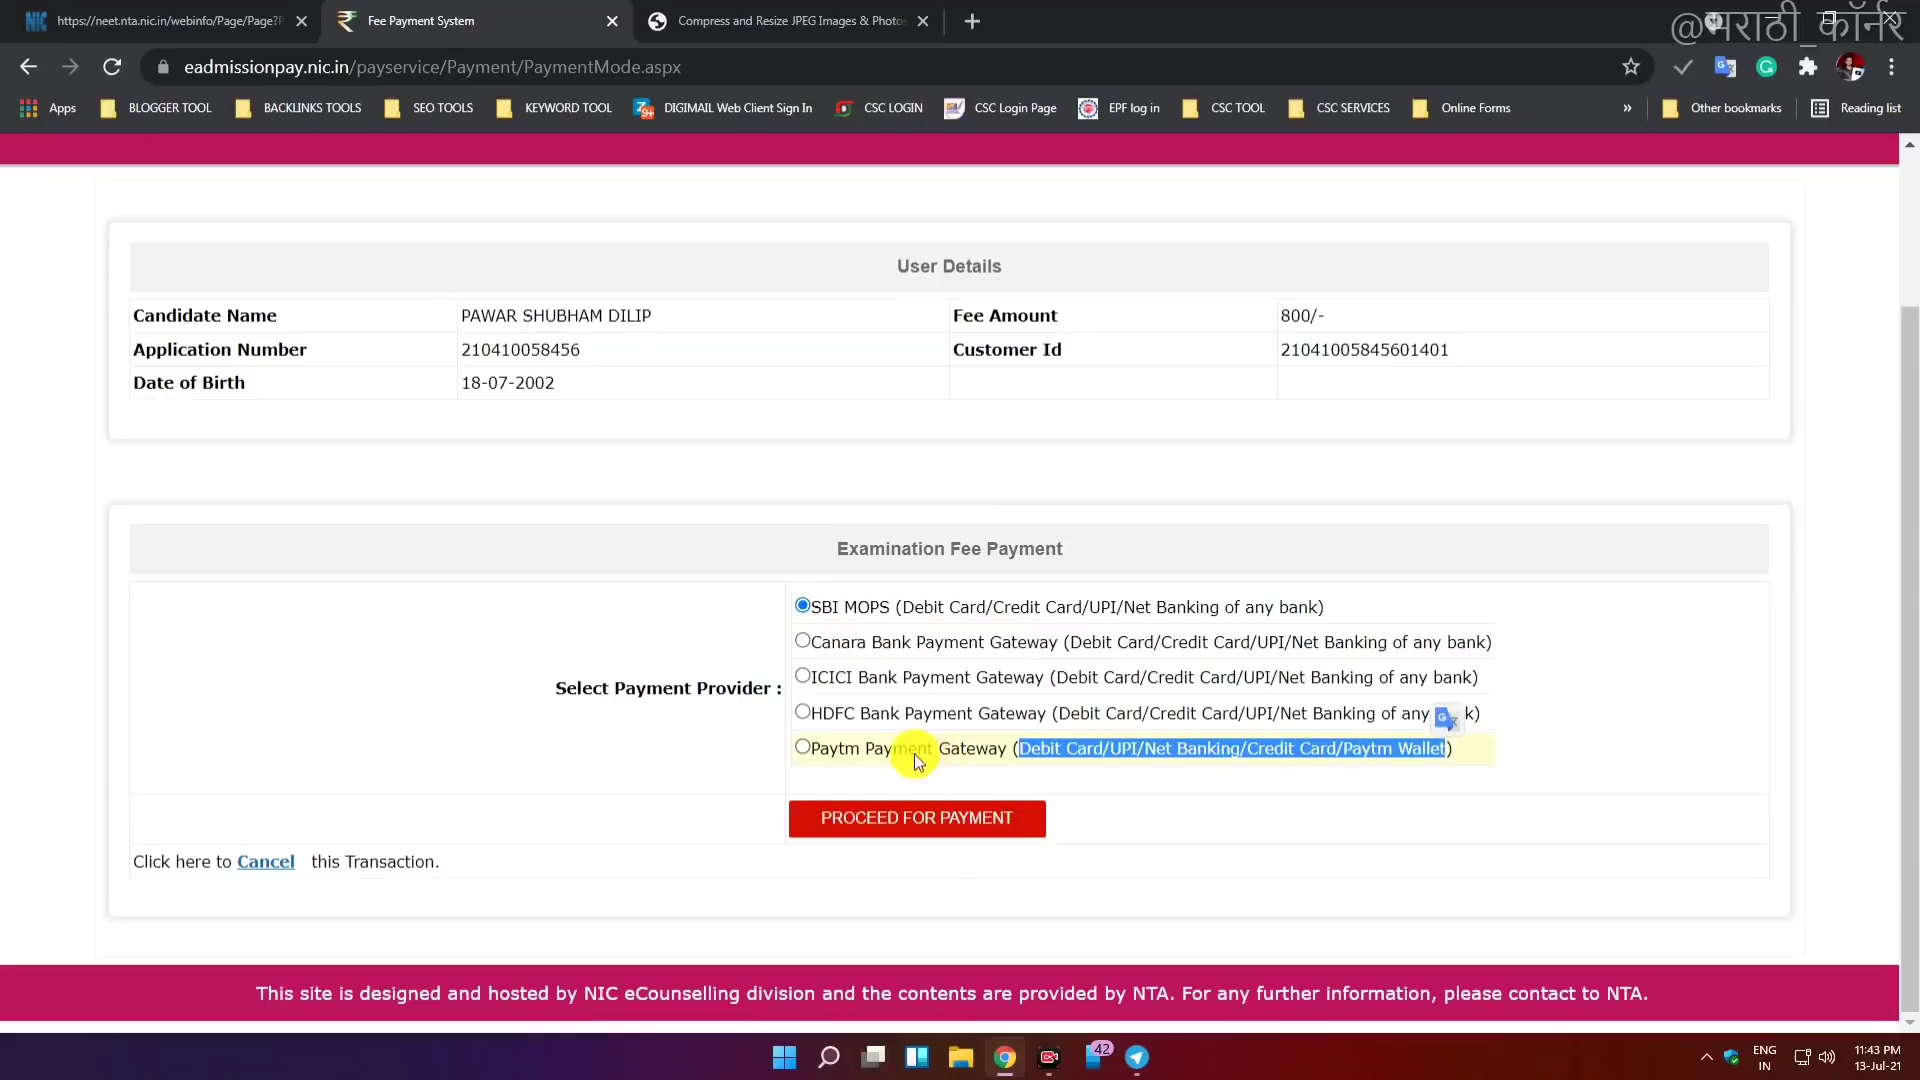 https://neet.nta.nic.in/webinfo/Page/Page?P
Fee Payment System
Compress and Resize JPEG Images & Photos
@मराठी_कॉर्नर
eadmissionpay.nic.in/payservice/Payment/PaymentMode.aspx
Apps BLOGGER TOOL BACKLINKS TOOLS SEO TOOLS KEYWORD TOOL DIGIMAIL Web Client Sign In CSC LOGIN CSC Login Page EPF log in CSC TOOL CSC SERVICES Online Forms » Other bookmarks Reading list
User Details
Candidate Name PAWAR SHUBHAM DILIP Fee Amount 800/-
Application Number 210410058456 Customer Id 21041005845601401
Date of Birth 18-07-2002
Examination Fee Payment
SBI MOPS (Debit Card/Credit Card/UPI/Net Banking of any bank)
Canara Bank Payment Gateway (Debit Card/Credit Card/UPI/Net Banking of any bank)
ICICI Bank Payment Gateway (Debit Card/Credit Card/UPI/Net Banking of any bank)
Select Payment Provider :
HDFC Bank Payment Gateway (Debit Card/Credit Card/UPI/Net Banking of any k)
Paytm Payment Gateway (Debit Card/UPI/Net Banking/Credit Card/Paytm Wallet)
PROCEED FOR PAYMENT
Click here to Cancel this Transaction.
This site is designed and hosted by NIC eCounselling division and the contents are provided by NTA. For any further information, please contact to NTA.
42
ENG
IN
11:43 PM
13-Jul-21